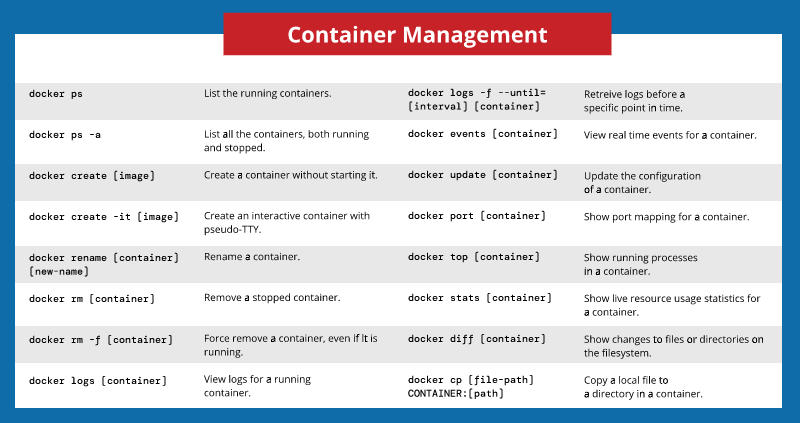 Container Management
docker ps
List the running containers.
docker ps -a
List all the containers, both running
and stopped.
docker create [image]
Create a container without starting it.
docker create -it [image]
Create an interactive container with
pseudo-TTY.
docker rename [container]
[new-name]
Rename a container.
docker rm [container]
Remove a stopped container.
docker rm -f [container]
Force remove a container, even if it is
running.
docker logs [container]
View logs for a running
container.
docker logs -f --until=
[interval] [container]
Retreive logs before a
specific point in time.
docker events [container]
View real time events for a container.
docker update [container]
Update the configuration
of a container.
docker port [container]
Show port mapping for a container.
docker top [container]
Show running processes
in a container.
docker stats [container]
Show live resource usage statistics for
a container.
docker diff [container]
Show changes to files or directories on
the filesystem.
docker cp [file-path]
CONTAINER:[path]
Copy a local file to
a directory in a container.